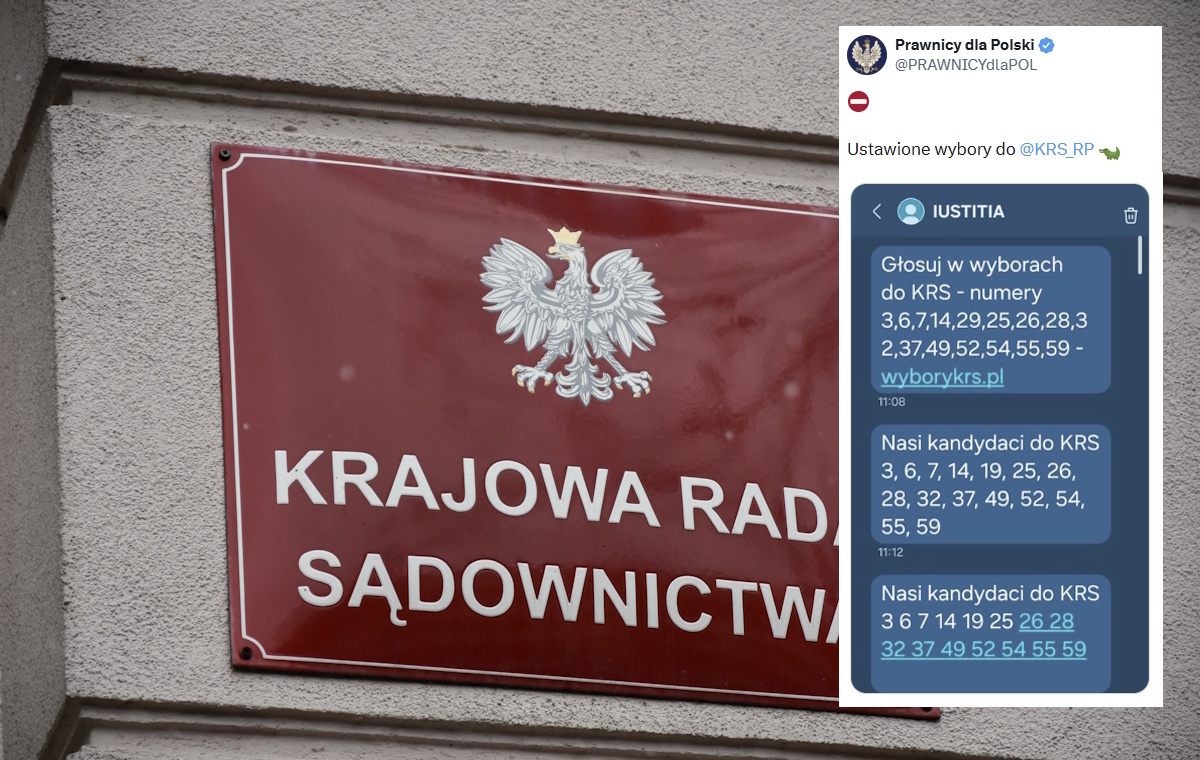 KRAJOWA RADA
SĄDOWNICTWA
Prawnicy dla Polski
@PRAWNICYdlaPOL
Ustawione wybory do @KRS_RP
IUSTITIA
Głosuj w wyborach
do KRS - numery
3,6,7,14,29,25,26,28,3
2,37,49,52,54,55,59 -
wyborykrs.pl
11:08
Nasi kandydaci do KRS
3, 6, 7, 14, 19, 25, 26,
28, 32, 37, 49, 52, 54,
55, 59
11:12
Nasi kandydaci do KRS
3 6 7 14 19 25 26 28
32 37 49 52 54 55 59